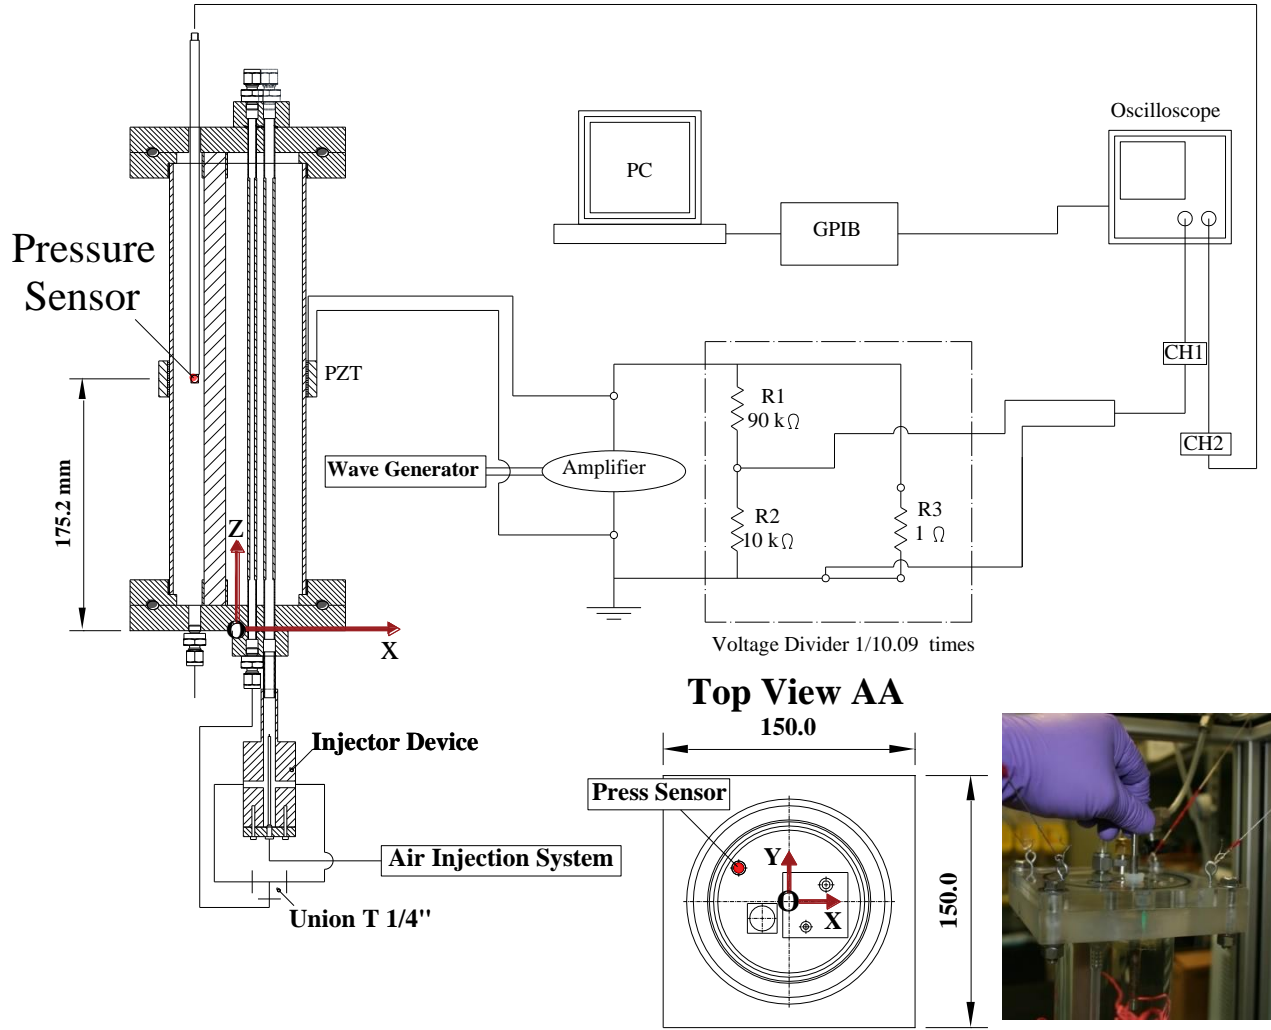 Oscilloscope
PC
GPIB
Pressure
Sensor
CH1
PZT
R1
90 kΩ
CH2
Wave Generator
Amplifier
175.2 mm
R2
10 kΩ
R3
1 Ω
Z
O
X
Voltage Divider 1/10.09 times
Top View AA
150.0
Injector Device
Press Sensor
Air Injection System
Y
O
X
150.0
Union T 1/4"